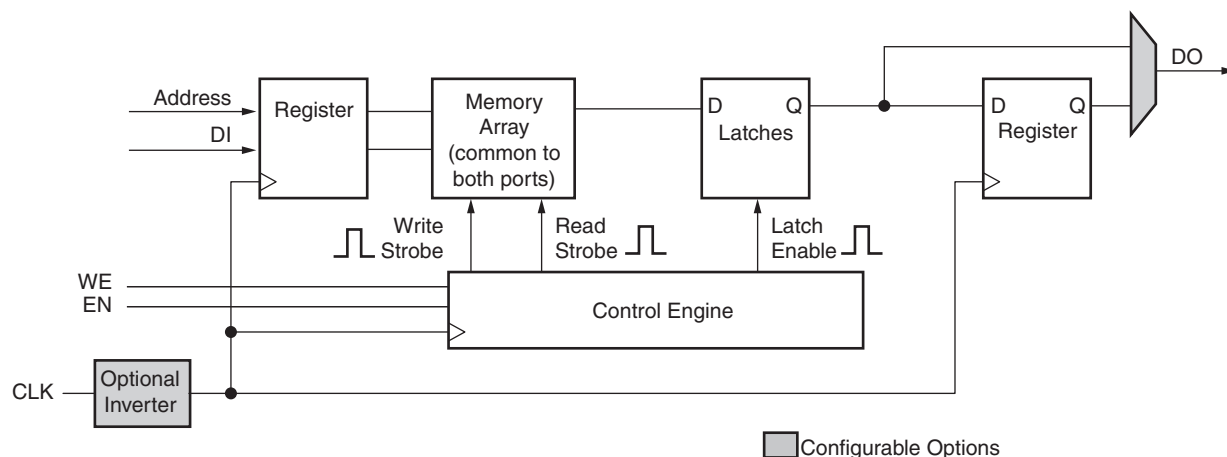 DO
Address
DI
Register
Memory
Array
(common to
both ports)
D Q
Latches
D Q
Register
Write
Strobe
Read
Strobe
Latch
Enable
WE
EN
Control Engine
CLK
Optional
Inverter
Configurable Options